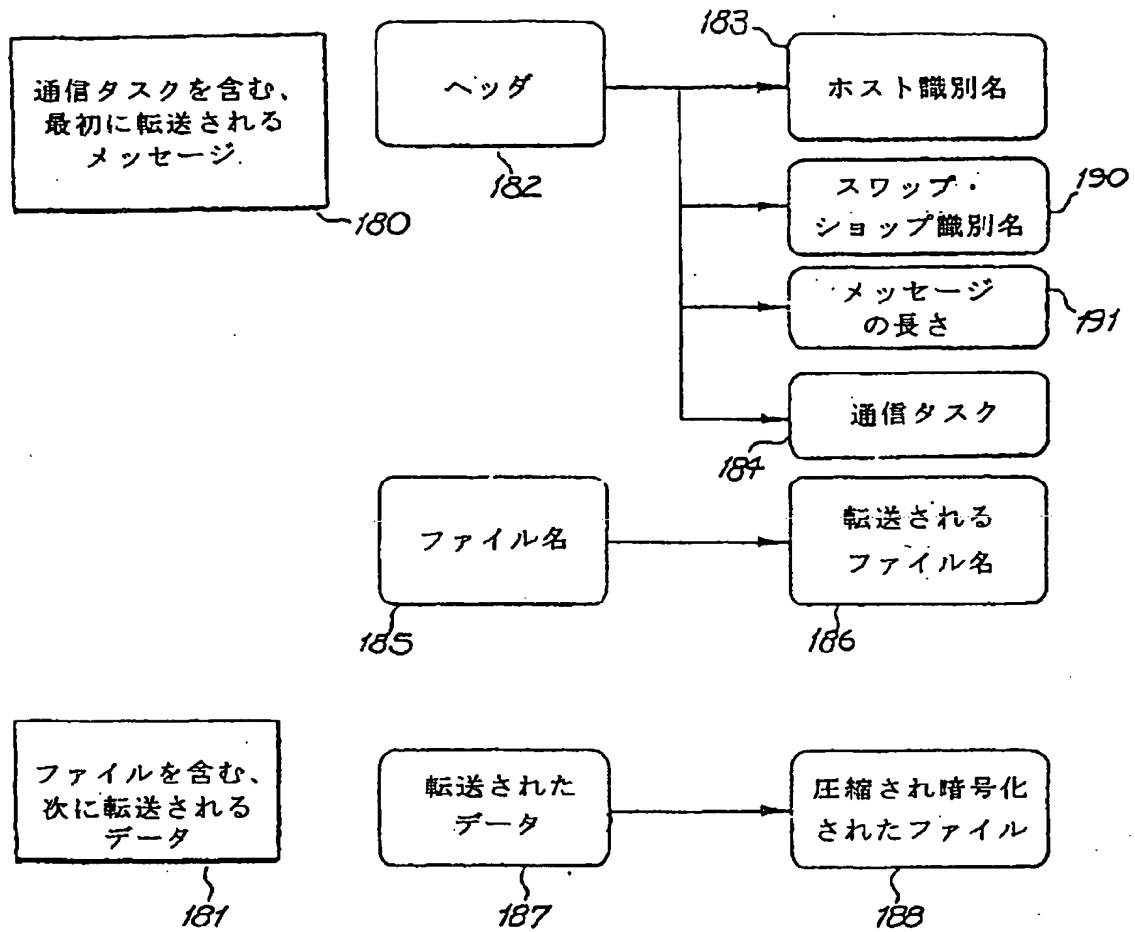 183
通信タスクを含む、
最初に転送される
メッセージ
180
ヘッダ
182
ホスト識別名
スワップ・
ショップ識別名
190
メッセージ
の長さ
191
通信タスク
184
ファイル名
185
転送される
ファイル名
186
ファイルを含む、
次に転送される
データ
181
転送された
データ
187
圧縮され暗号化
されたファイル
188